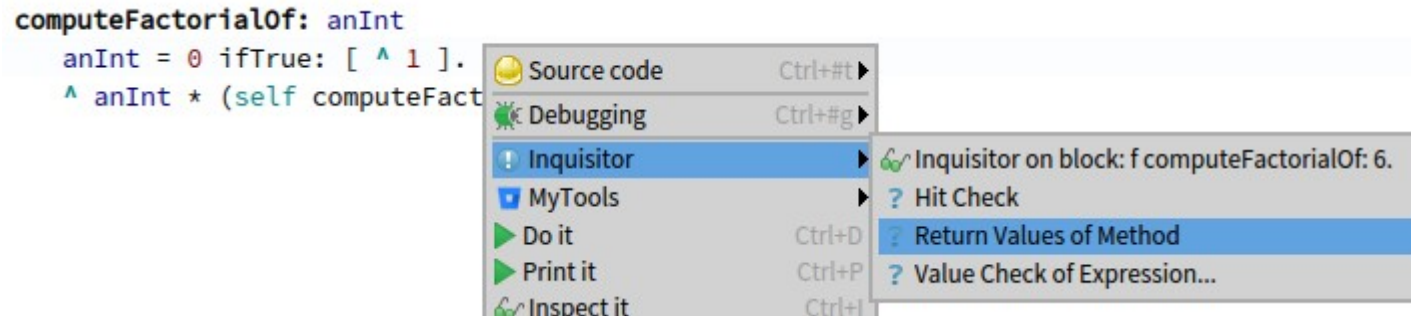 computeFactorialOf: anInt
anInt = 0 ifTrue: [ ^ 1 ].
^ anInt * (self computeFact
Source code Ctrl+#t
Debugging Ctrl+#g
Inquisitor
MyTools
Do it Ctrl+D
Print it Ctrl+P
Inspect it Ctrl+I
Inquisitor on block: f computeFactorialOf: 6.
? Hit Check
? Return Values of Method
? Value Check of Expression...